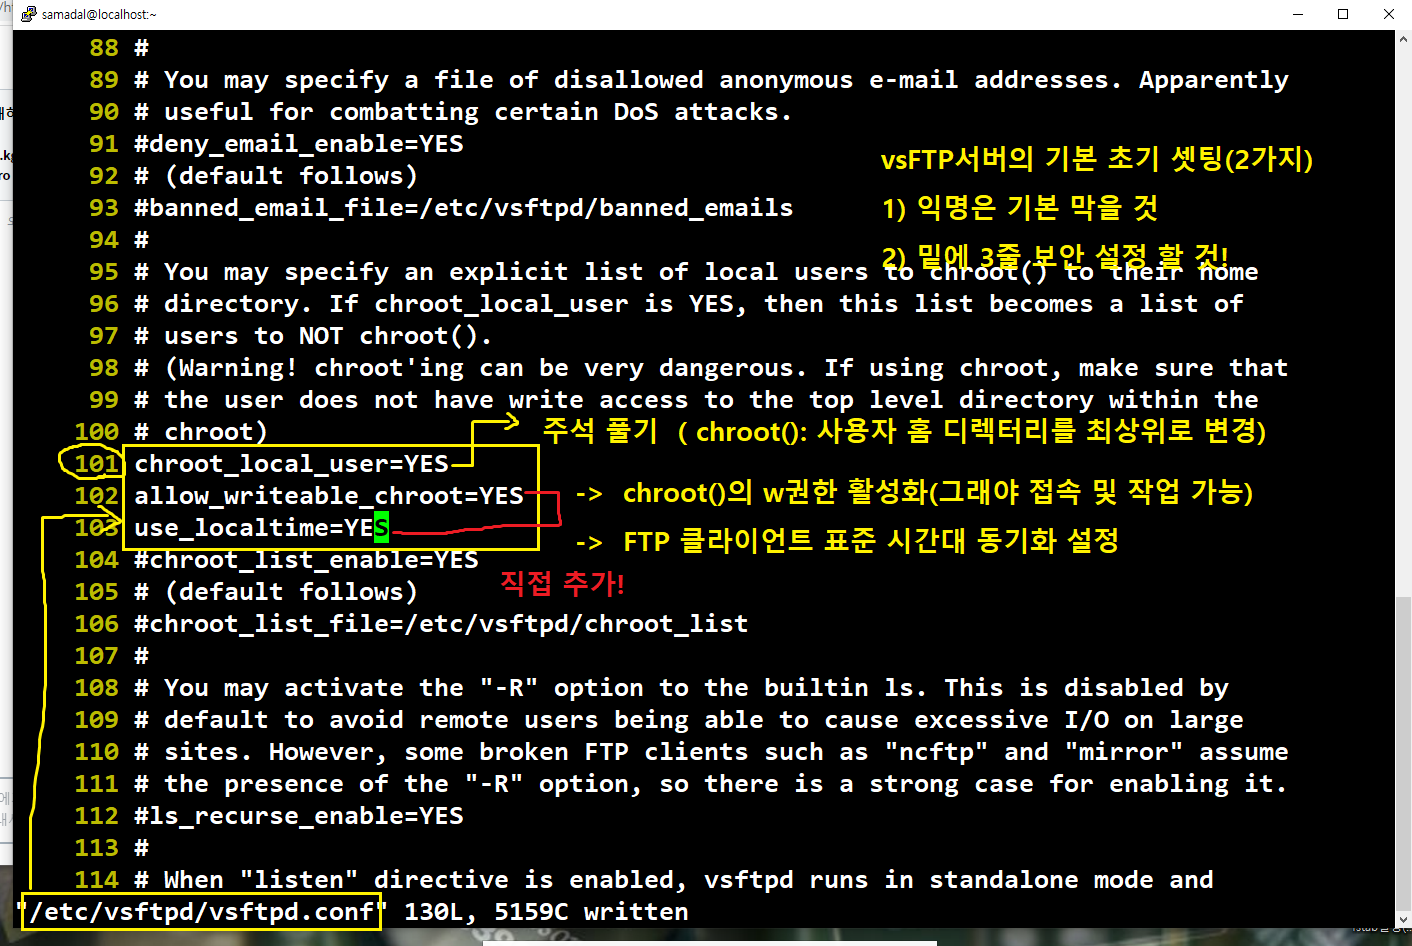 samadal@localhost:~
88 #
89 # You may specify a file of disallowed anonymous e-mail addresses. Apparently
90 # useful for combatting certain DoS attacks.
91 #deny_email_enable=YES
vsFTP서버의 기본 초기 셋팅(2가지)
92 # (default follows)
93 #banned_email_file=/etc/vsftpd/banned_emails
1) 익명은 기본 막을 것
94 #
2) 밑에 3줄 보안 설정 할 것!
95 # You may specify an explicit list of local users to chroot() to their home
96 # directory. If chroot_local_user is YES, then this list becomes a list of
97 # users to NOT chroot().
98 # (Warning! chroot'ing can be very dangerous. If using chroot, make sure that
99 # the user does not have write access to the top level directory within the
100 # chroot)
주석 풀기 ( chroot(): 사용자 홈 디렉터리를 최상위로 변경)
101 chroot_local_user=YES
102 allow_writeable_chroot=YES
-> chroot()의 w권한 활성화(그래야 접속 및 작업 가능)
103 use_localtime=YES
-> FTP 클라이언트 표준 시간대 동기화 설정
104 #chroot_list_enable=YES
직접 추가!
105 # (default follows)
106 #chroot_list_file=/etc/vsftpd/chroot_list
107 #
108 # You may activate the "-R" option to the builtin ls. This is disabled by
109 # default to avoid remote users being able to cause excessive I/O on large
110 # sites. However, some broken FTP clients such as "ncftp" and "mirror" assume
111 # the presence of the "-R" option, so there is a strong case for enabling it.
112 #ls_recurse_enable=YES
113 #
114 # When "listen" directive is enabled, vsftpd runs in standalone mode and
"/etc/vsftpd/vsftpd.conf" 130L, 5159C written